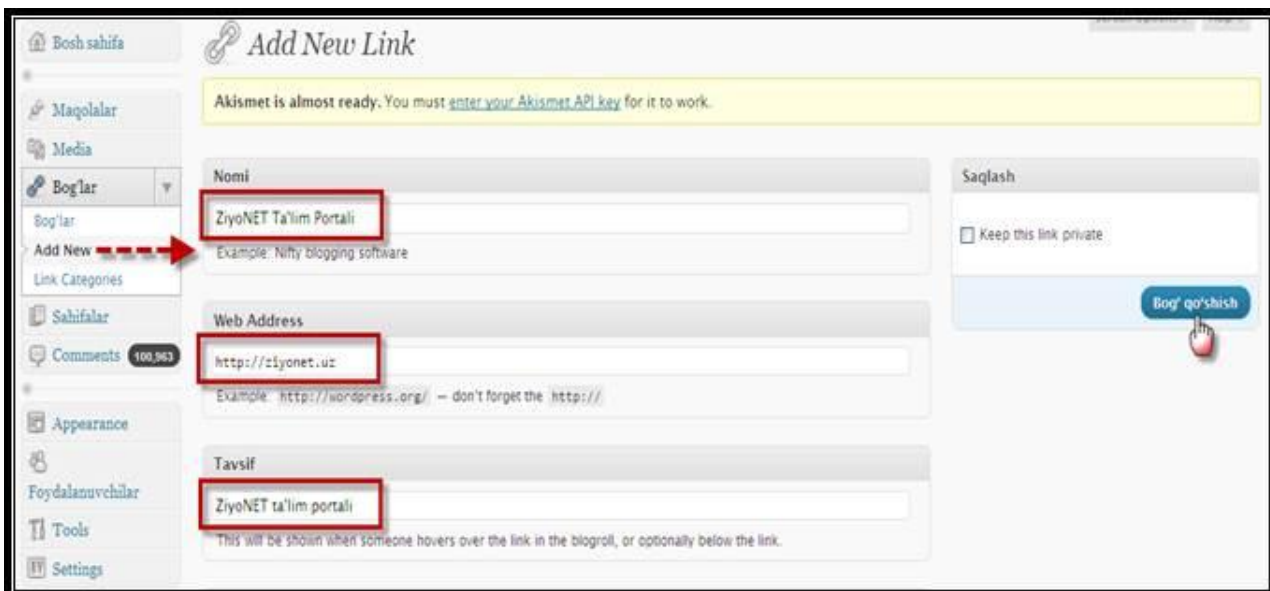 Bosh sahifa
Maqolalar
Media
Bog'lar
Bog'lar
Add New
Link Categories
Sahifalar
Comments 100,963
Appearance
Foydalanuvchilar
Tools
Settings
Add New Link
Akismet is almost ready. You must enter your Akismet API key for it to work.
Nomi
ZiyoNET Ta'lim Portali
Example: Nifty blogging software
Web Address
http://ziyonet.uz
Example: http://wordpress.org/ — don't forget the http://
Tavsif
ZiyoNET ta'lim portali
This will be shown when someone hovers over the link in the blogroll, or optionally below the link.
Saqlash
Keep this link private
Bog' qo'shish